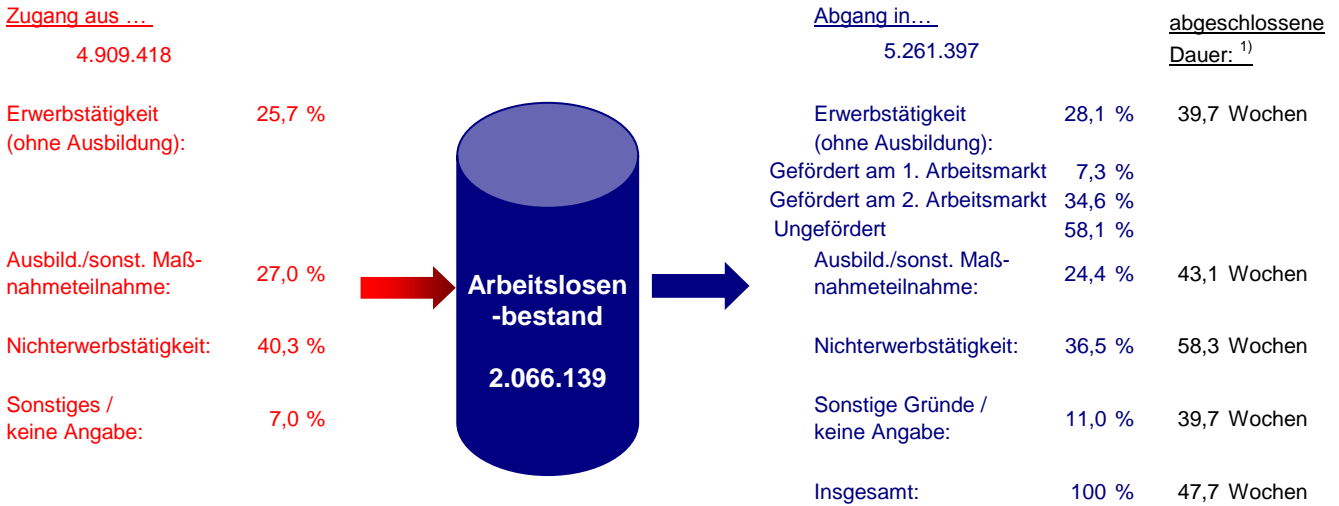 Zugang aus …
4.909.418
Erwerbstätigkeit 25,7 %
(ohne Ausbildung):
Ausbild./sonst. Maß-
nahmeteilnahme: 27,0 %
Nichterwerbstätigkeit: 40,3 %
Sonstiges /
keine Angabe: 7,0 %
Arbeitslosen
-bestand
2.066.139
Abgang in…
5.261.397
abgeschlossene
Dauer: 1)
Erwerbstätigkeit 28,1 % 39,7 Wochen
(ohne Ausbildung):
Gefördert am 1. Arbeitsmarkt 7,3 %
Gefördert am 2. Arbeitsmarkt 34,6 %
Ungefördert 58,1 %
Ausbild./sonst. Maß-
nahmeteilnahme: 24,4 % 43,1 Wochen
Nichterwerbstätigkeit: 36,5 % 58,3 Wochen
Sonstige Gründe /
keine Angabe: 11,0 % 39,7 Wochen
Insgesamt: 100 % 47,7 Wochen